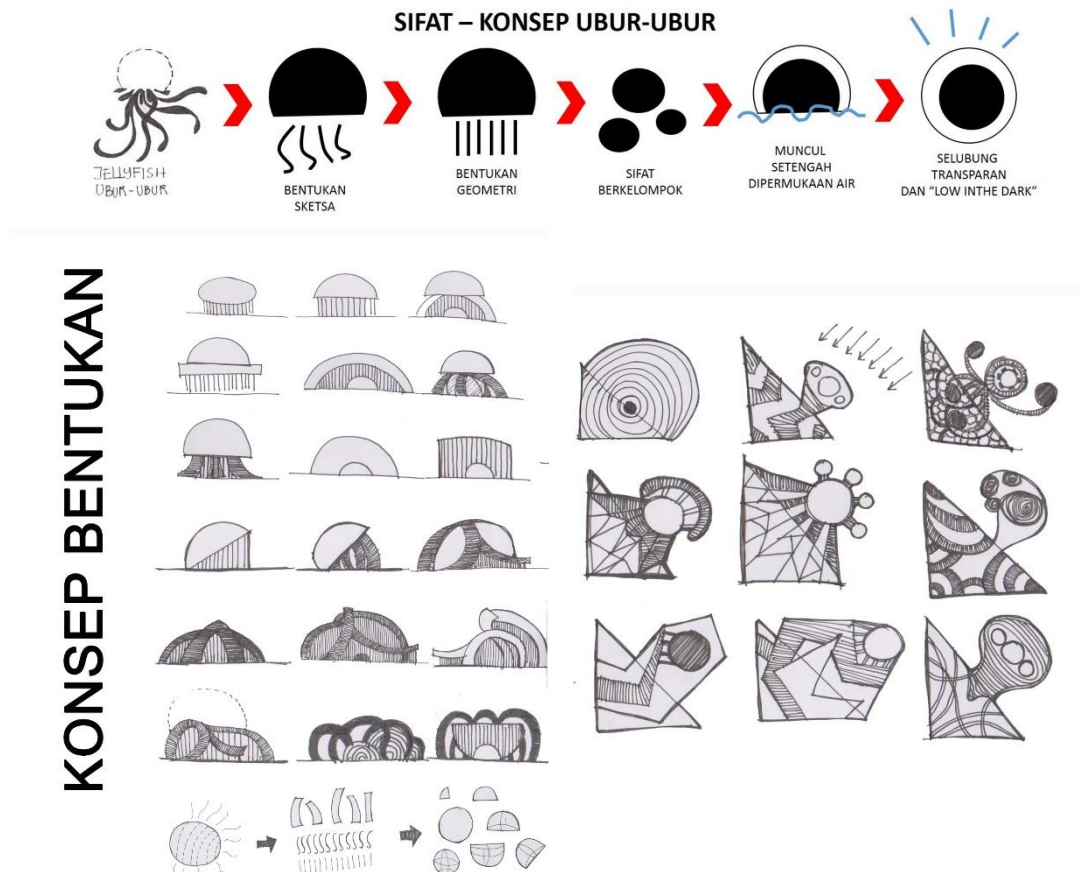 SIFAT – KONSEP UBUR-UBUR
JELLYFISH
UBUR-UBUR
BENTUKAN
SKETSA
BENTUKAN
GEOMETRI
SIFAT
BERKELOMPOK
MUNCUL
SETENGAH
DIPERMUKAAN AIR
SELUBUNG
TRANSPARAN
DAN “LOW INTHE DARK”
KONSEP BENTUKAN